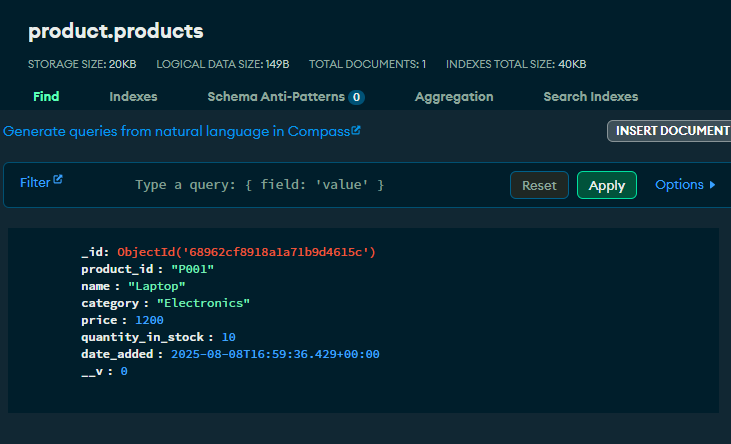 product.products
STORAGE SIZE: 20KB LOGICAL DATA SIZE: 149B TOTAL DOCUMENTS: 1 INDEXES TOTAL SIZE: 40KB
Find Indexes Schema Anti-Patterns 0 Aggregation Search Indexes
Generate queries from natural language in Compass
INSERT DOCUMENT
Filter Type a query: { field: 'value' } Reset Apply Options
_id: ObjectId('68962cf8918a1a71b9d4615c')
product_id : "P001"
name : "Laptop"
category : "Electronics"
price : 1200
quantity_in_stock : 10
date_added : 2025-08-08T16:59:36.429+00:00
__v : 0